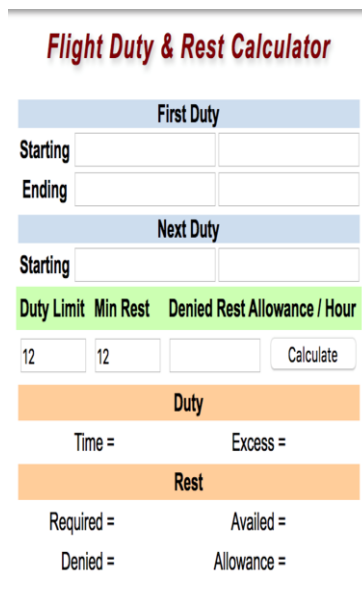 Flight Duty & Rest Calculator
First Duty
Starting
Ending
Next Duty
Starting
Duty Limit Min Rest Denied Rest Allowance / Hour
12 12 Calculate
Duty
Time = Excess =
Rest
Required = Availed =
Denied = Allowance =